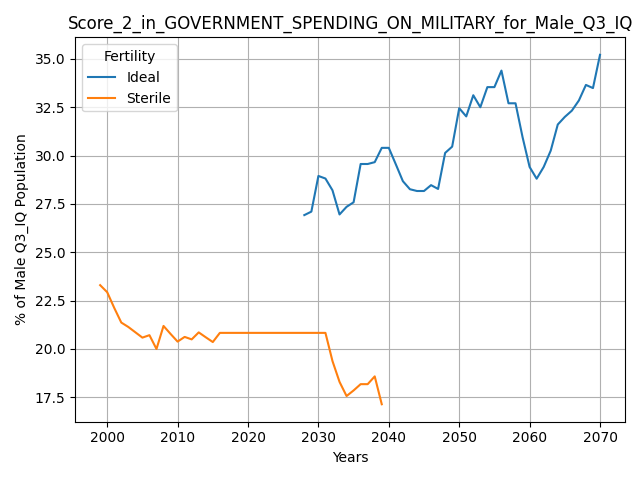 Score_2_in_GOVERNMENT_SPENDING_ON_MILITARY_for_Male_Q3_IQ
Fertility
Ideal
Sterile
% of Male Q3_IQ Population
35.0
32.5
30.0
27.5
25.0
22.5
20.0
17.5
2000 2010 2020 2030 2040 2050 2060 2070
Years